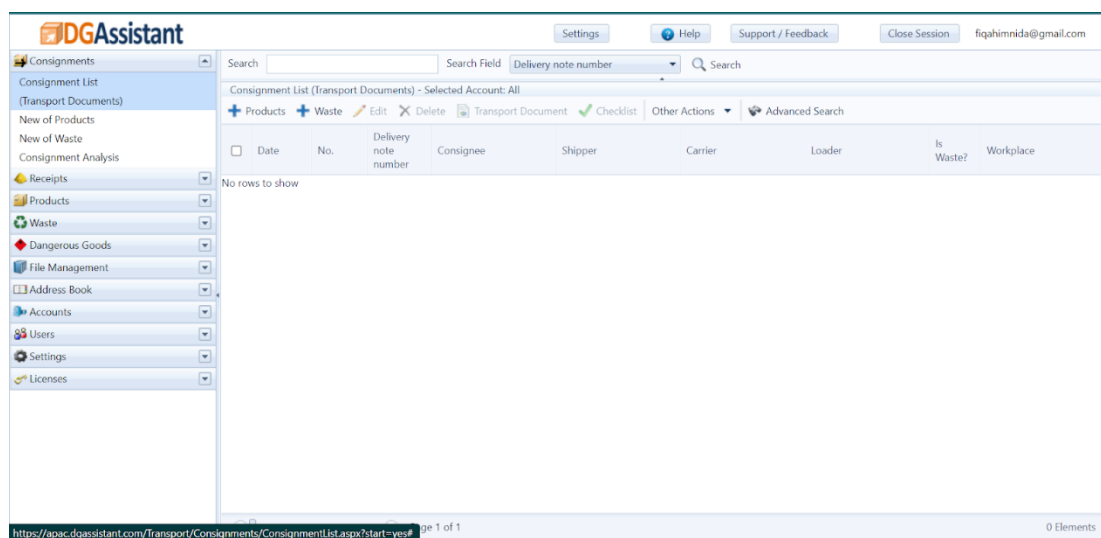 DGAssistant
Settings
Help
Support / Feedback
Close Session
fiqahimnida@gmail.com
Consignments
Consignment List
(Transport Documents)
New of Products
New of Waste
Consignment Analysis
Receipts
Products
Waste
Dangerous Goods
File Management
Address Book
Accounts
Users
Settings
Licenses
Search
Search Field
Delivery note number
Search
Consignment List (Transport Documents) - Selected Account: All
Products
Waste
Edit
Delete
Transport Document
Checklist
Other Actions
Advanced Search
Date
No.
Delivery
note
number
Consignee
Shipper
Carrier
Loader
Is
Waste?
Workplace
No rows to show
ge 1 of 1
0 Elements
https://apac.dgassistant.com/Transport/Consignments/ConsignmentList.aspx?start=yes#